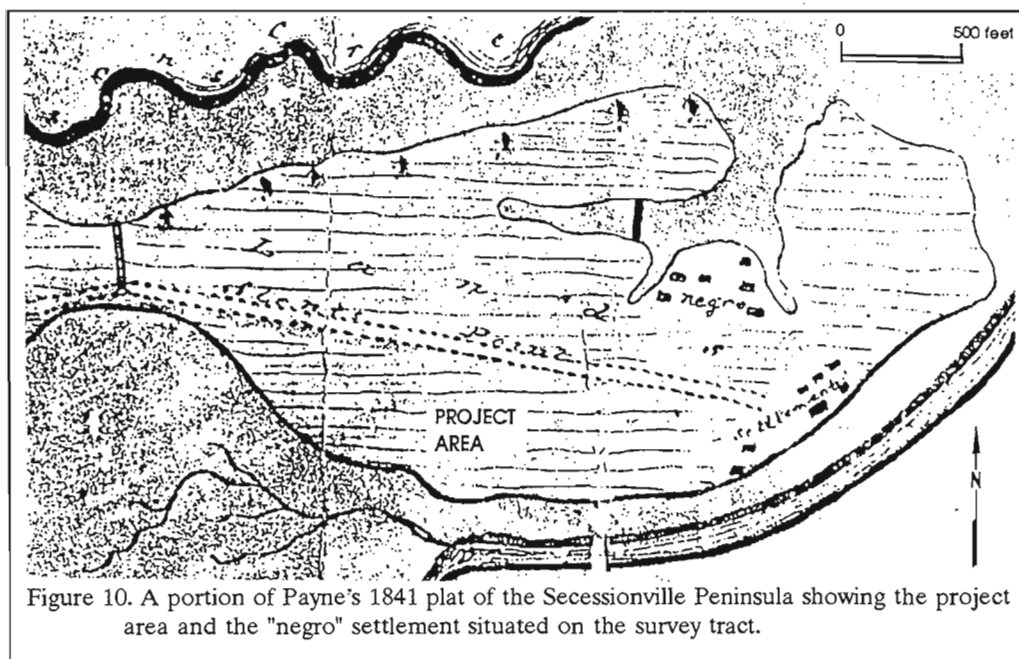 0 500 feet
C r e e k
Land
negro
settlement
PROJECT
AREA
N
Figure 10. A portion of Payne's 1841 plat of the Secessionville Peninsula showing the project
area and the "negro" settlement situated on the survey tract.